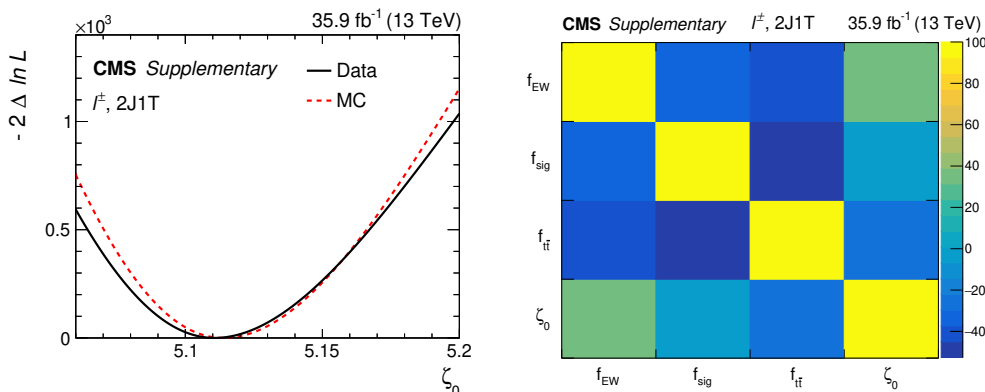 ×10³
35.9 fb⁻¹ (13 TeV)
CMS Supplementary
l±, 2J1T
Data
MC
- 2 Δ ln L
1
0.5
0
5.1
5.15
5.2
ζ₀
CMS Supplementary l±, 2J1T 35.9 fb⁻¹ (13 TeV)
f_EW
f_sig
f_tt̄
ζ₀
f_EW
f_sig
f_tt̄
ζ₀
100
80
60
40
20
0
−20
−40